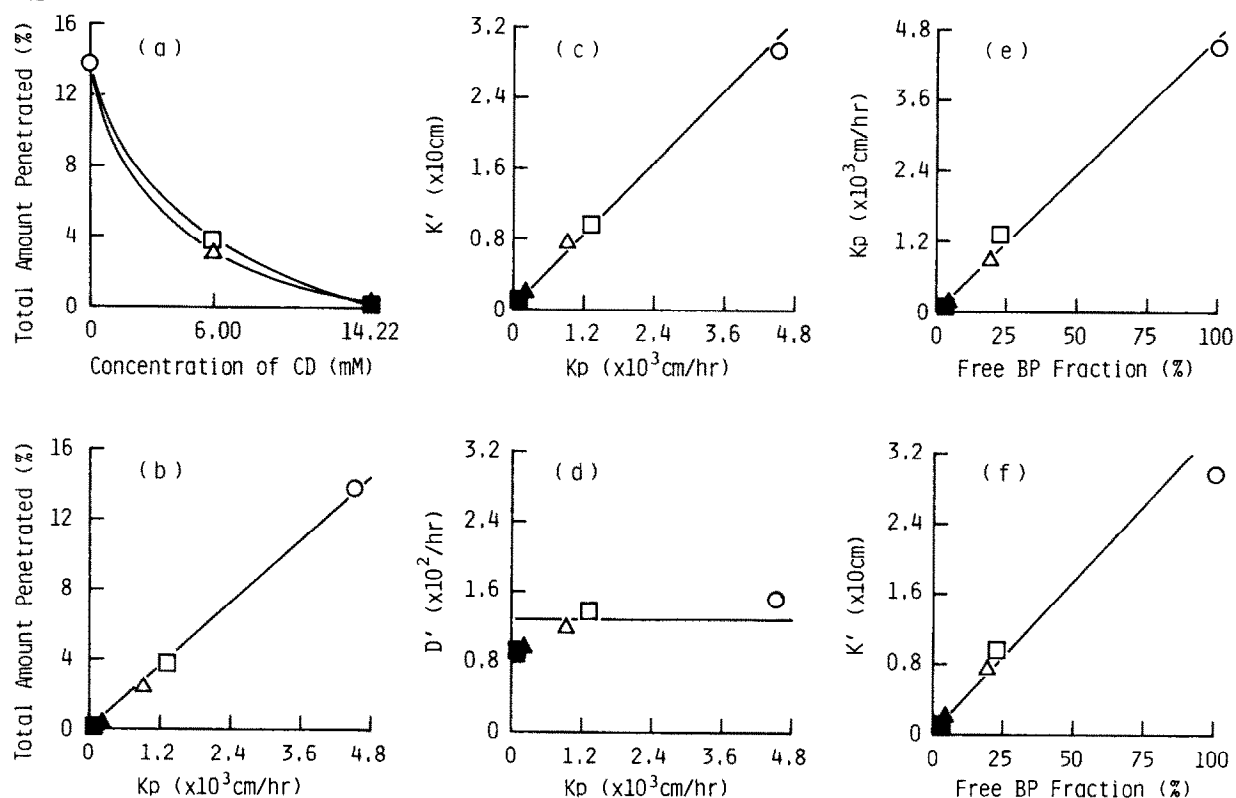 (a)
Total Amount Penetrated (%)
16
12
8
4
0
0 6.00 14.22
Concentration of CD (mM)
(c)
K′ (x10cm)
3.2
2.4
1.6
0.8
0
0 1.2 2.4 3.6 4.8
Kp (x10³cm/hr)
(e)
Kp (x10³cm/hr)
4.8
3.6
2.4
1.2
0
0 25 50 75 100
Free BP Fraction (%)
(b)
Total Amount Penetrated (%)
16
12
8
4
0
0 1.2 2.4 3.6 4.8
Kp (x10³cm/hr)
(d)
D′ (x10²/hr)
3.2
2.4
1.6
0.8
0
0 1.2 2.4 3.6 4.8
Kp (x10³cm/hr)
(f)
K′ (x10cm)
3.2
2.4
1.6
0.8
0
0 25 50 75 100
Free BP Fraction (%)